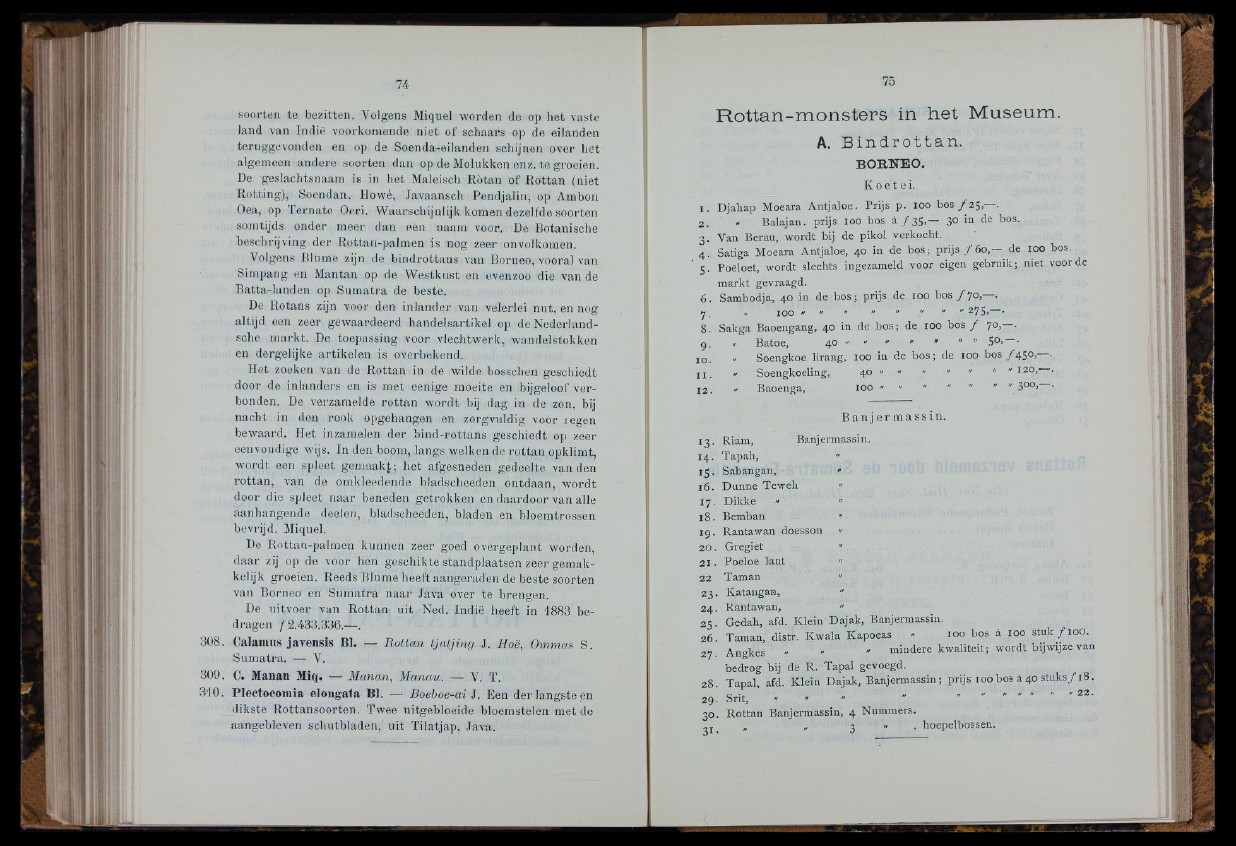 74
soorten te bezitten. Volgens Miquel worden de op het vaste
land van Indië voorkomende niet of schaars op de eilanden
teruggevonden en op de Soenda-eilanden schijnen over het
algemeen andere soorten dan op de Molukken enz. te groeien.
De geslachtsnaam is in het Maleisch Ròtan of Rottan (niet
Rotting), Soendan. Howé, Javaansch Pendjalin, op Ambon
Oea, op Ternate Oeri. Waarschijnlijk komen dezelfde soorten
somtijds onder meer dan een naam voor. De Botanische
beschrijving der Rottan-palmen is nog zeer onvolkomen.
Volgens Blume zijn de bindrottans van Borneo, vooral van
Simpang en Mantan op de Westkust en evenzoo die van de
Batta-landen op Sumatra de beste.
De Rotans zijn voor den inlander van velerlei nut, en nog
altijd een zeer gewaardeerd handelsartikel op de Nederland-
sche markt. De toepassing voor vlechtwerk, wandelstokken
en dergelijke artikelen is overbekend.
Het zoeken van de Rottan in de wilde bosschen geschiedt
door de inlanders en is met eenige moeite en bijgeloof ver-
bonden. De verzamelde rottan wordt bij dag in de zon, bij
nacht in den rook opgehangen en zorgvuldig voor regen
bewaard. Het inzamelen der bind-rottans geschiedt op zeer
eenvoudige wijs. In den boom, langs welken de rottan opklimt,
wordt een spleet gemaakt; het afgesneden gedeelte van den
rottan, van de omkleedende bladscheeden ontdaan, wordt
door die spleet naar beneden getrokken en daardoor van alle
aanhangende deelen, bladscheeden, bladen en bloemtrossen
bevrijd. Miquel.
De Rottan-palmen kunnen zeer goed overgeplant worden,
daar zij op de voor hen geschikte standplaatsen zeer gemak-
kelijk groeien. Reeds Blume heeft aangeraden de beste soorten
van Borneo en Sumatra naar Java over te brengen.
De uitvoer van Rottan uit Ned. Indië heeft in 1883 be-
dragen ƒ 2.433.336.—.
308. Calamus javensis Bl. — Rottan tjatjing J. Hoë, Ommas S.
Sumatra. — V.
309. C. Manan Miq. — Manan, Manau. — V. T.
310. Plectocomia elongata Bl. — Boeboe-ai J. Een der langste en
dikste Rottansoorten. Twee uitgebloeide bloemstelen met de
aangebleven schutbladen, uit Tilatjap, Java.
75
Rottan-monsters in het Museum.
A. Bindrottan.
BORNEO.
Koetei.
1. Djahap Moeara Antjaloe. Prijs p. 100 bos ƒ 25,—.
2. " Balajan. prijs 100 bos à ƒ 35,— 30 in de bos.
3. Van Berau, wordt bij de pikol verkocht.
4. Satiga Moeara Antjaloe, 40 in de bos; prijs ƒ 60,— de 100 bos.
5. Poeloet, wordt slechts ingezameld voor eigen gebruik; niet voor de
markt gevraagd.
6. Sambodja, 40 in de bos; prijs de 100 bos ƒ 70,—.
7. " 100 " " " " " " " " 275,—.
8. Sakga Baoengang, 40 in de bos; de 100 bos ƒ 70,—.
9. " Batoe, 40 " " " " " " " 50,—.
10. " Soengkoe lirang, 100 in de bos; de 100 bos ƒ 450,—.
11. " Soengkoeling, 40 " " " " " " " 120,—.
12. " Baoenga, 100 " " " " " " " 300,—.
Banjermassin.
13. Riam, Banjermassin.
14. Tapah, "
15. Sabangan, "
16. Dunne Teweh "
17. Dikke " "
18. Bemban "
19. Rantawan doesson "
20. Gregiet "
21. Poeloe laut "
22 Taman "
23. Katangan, "
24. Rantawan, "
25. Gedah, afd. Klein Dajak, Banjermassin.
26. Taman, distr. Kwala Kapoeas " 100 bos à 100 stuk ƒ 100.
27. Angkes " " " mindere kwaliteit; wordt bijwijze van
bedrog bij de R. Tapal gevoegd.
28. Tapal, afd. Klein Dajak, Banjermassin; prijs 100 bos à 40 stuks ƒ 18.
29. Srit, " " " " " " " " " " " 22.
30. Rottan Banjermassin, 4 Nummers.
31. " " 3 " , hoepelbossen.